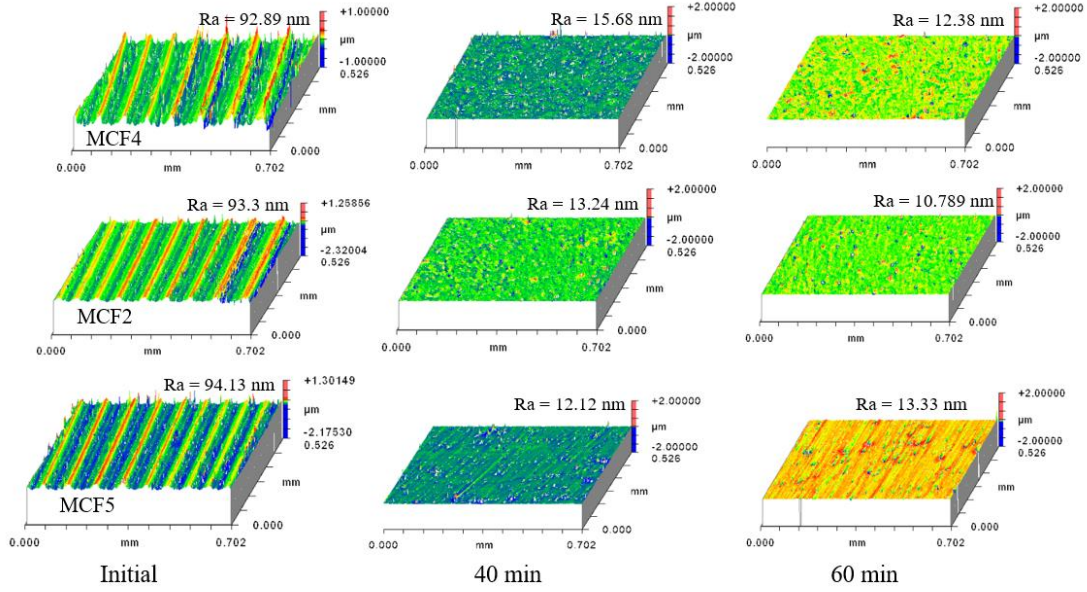 Ra = 92.89 nm
+1.00000
µm
-1.00000
0.526
mm
0.000
MCF4
0.000
mm
0.702
Ra = 15.68 nm
+2.00000
µm
-2.00000
0.526
mm
0.000
0.000
mm
0.702
Ra = 12.38 nm
+2.00000
µm
-2.00000
0.526
mm
0.000
0.000
mm
0.702
Ra = 93.3 nm
+1.25856
µm
-2.32004
0.526
mm
0.000
MCF2
0.000
mm
0.702
Ra = 13.24 nm
+2.00000
µm
-2.00000
0.526
mm
0.000
0.000
mm
0.702
Ra = 10.789 nm
+2.00000
µm
-2.00000
0.526
mm
0.000
0.000
mm
0.702
Ra = 94.13 nm
+1.30149
µm
-2.17530
0.526
mm
0.000
MCF5
0.000
mm
0.702
Ra = 12.12 nm
+2.00000
µm
-2.00000
0.526
mm
0.000
0.000
mm
0.702
Ra = 13.33 nm
+2.00000
µm
-2.00000
0.526
mm
0.000
0.000
mm
0.702
Initial
40 min
60 min